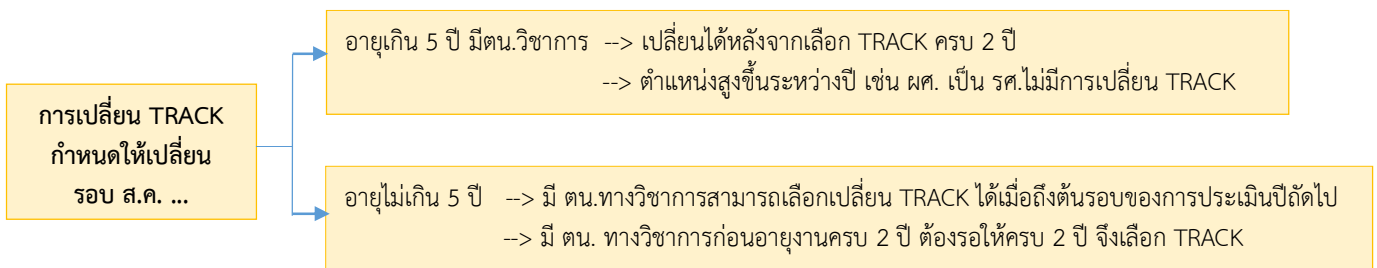 อายุเกิน 5 ปี มีตน.วิชาการ --> เปลี่ยนได้หลังจากเลือก TRACK ครบ 2 ปี
--> ตำแหน่งสูงขึ้นระหว่างปี เช่น ผศ. เป็น รศ.ไม่มีการเปลี่ยน TRACK
การเปลี่ยน TRACK
กำหนดให้เปลี่ยน
รอบ ส.ค. ...
อายุไม่เกิน 5 ปี --> มี ตน.ทางวิชาการสามารถเลือกเปลี่ยน TRACK ได้เมื่อถึงต้นรอบของการประเมินปีถัดไป
--> มี ตน. ทางวิชาการก่อนอายุงานครบ 2 ปี ต้องรอให้ครบ 2 ปี จึงเลือก TRACK